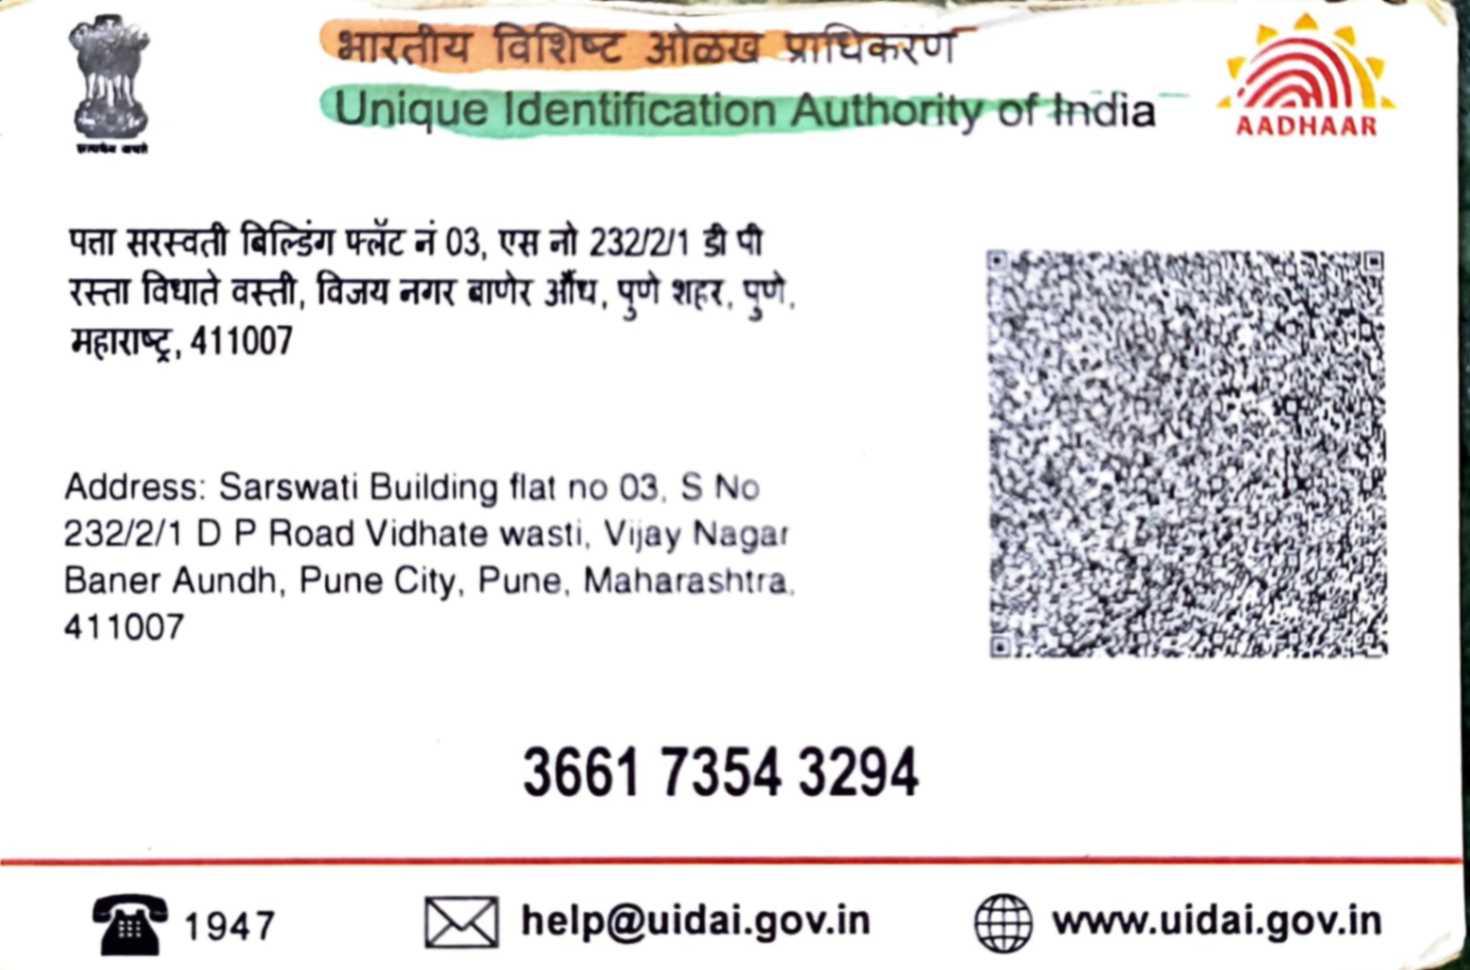 भारतीय विशिष्ट ओळख प्राधिकरण
Unique Identification Authority of India
AADHAAR
सत्यमेव जयते
पत्ता सरस्वती बिल्डिंग फ्लॅट नं 03, एस नो 232/2/1 डी पी
रस्ता विधाते वस्ती, विजय नगर बाणेर औंध, पुणे शहर, पुणे,
महाराष्ट्र, 411007
Address: Sarswati Building flat no 03, S No
232/2/1 D P Road Vidhate wasti, Vijay Nagar
Baner Aundh, Pune City, Pune, Maharashtra,
411007
3661 7354 3294
1947
help@uidai.gov.in
www.uidai.gov.in